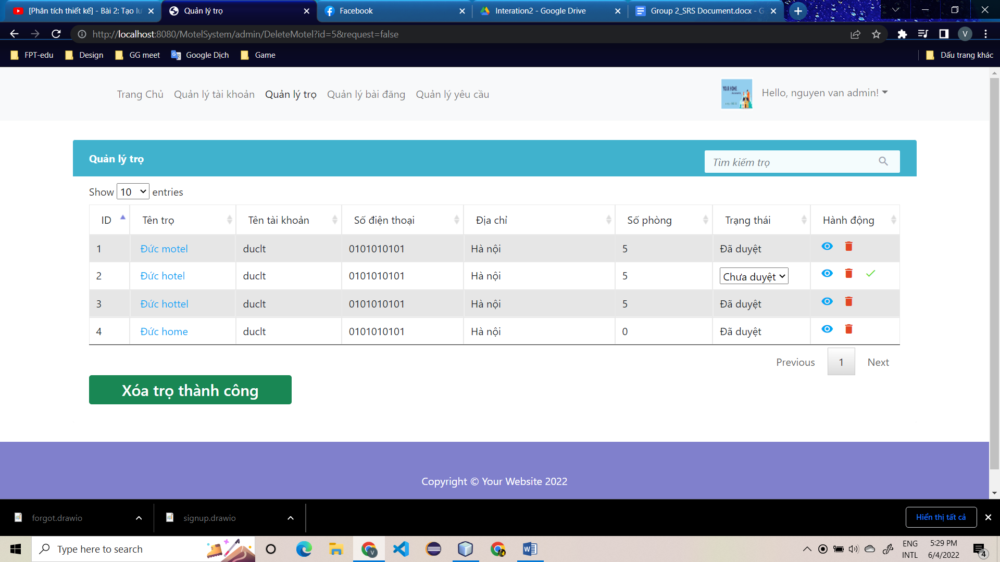 [Phân tích thiết kế] - Bài 2: Tạo lư
Quản lý trọ
Facebook
Interation2 - Google Drive
Group 2_SRS Document.docx - G
http://localhost:8080/MotelSystem/admin/DeleteMotel?id=5&request=false
V
FPT-edu
Design
GG meet
Google Dịch
Game
Dấu trang khác
Trang Chủ
Quản lý tài khoản
Quản lý trọ
Quản lý bài đăng
Quản lý yêu cầu
YOUR HOME
Hello, nguyen van admin!
Quản lý trọ
Tìm kiếm trọ
Show 10 entries
ID Tên trọ Tên tài khoản Số điện thoại Địa chỉ Số phòng Trạng thái Hành động
1 Đức motel duclt 0101010101 Hà nội 5 Đã duyệt
2 Đức hotel duclt 0101010101 Hà nội 5 Chưa duyệt
3 Đức hottel duclt 0101010101 Hà nội 5 Đã duyệt
4 Đức home duclt 0101010101 Hà nội 0 Đã duyệt
Previous 1 Next
Xóa trọ thành công
Copyright © Your Website 2022
forgot.drawio
signup.drawio
Hiển thị tất cả
Type here to search
ENG
INTL
5:29 PM
6/4/2022
4